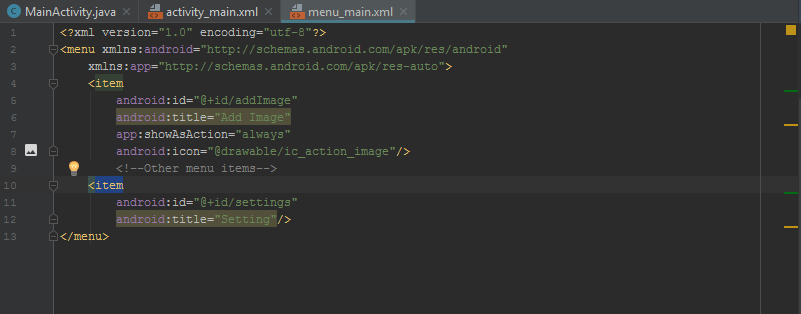 MainActivity.java activity_main.xml menu_main.xml
1 <?xml version="1.0" encoding="utf-8"?>
2 <menu xmlns:android="http://schemas.android.com/apk/res/android"
3 xmlns:app="http://schemas.android.com/apk/res-auto">
4 <item
5 android:id="@+id/addImage"
6 android:title="Add Image"
7 app:showAsAction="always"
8 android:icon="@drawable/ic_action_image"/>
9 <!--Other menu items-->
10 <item
11 android:id="@+id/settings"
12 android:title="Setting"/>
13 </menu>